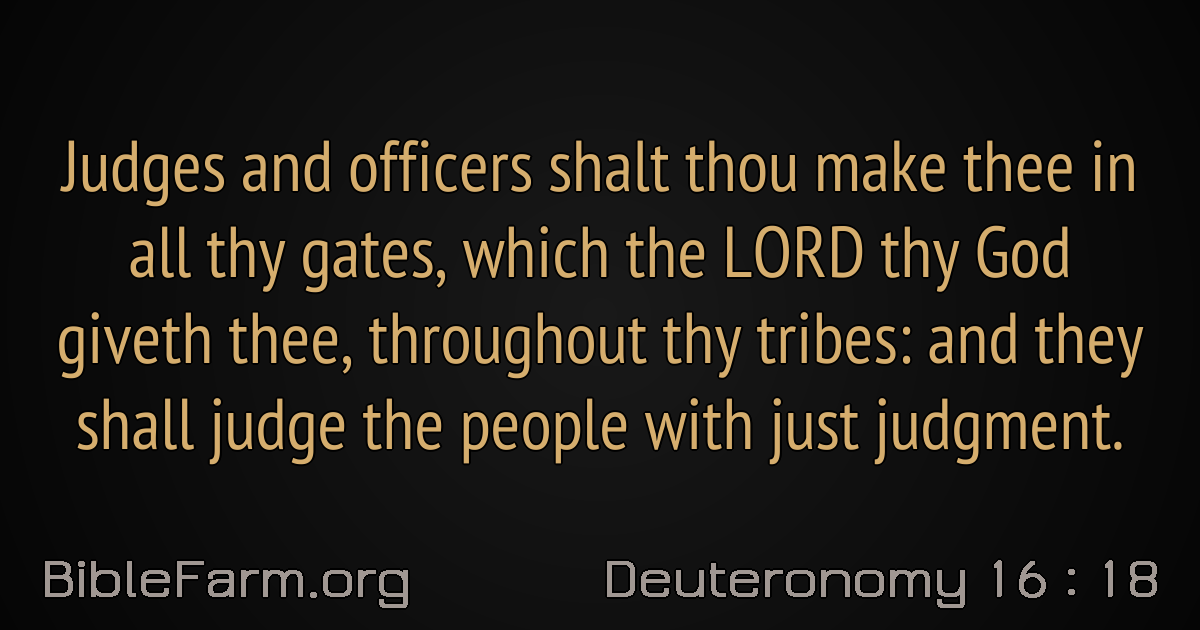 Judges and officers shalt thou make thee in
all thy gates, which the LORD thy God
giveth thee, throughout thy tribes: and they
shall judge the people with just judgment.
BibleFarm.org
Deuteronomy 16 : 18